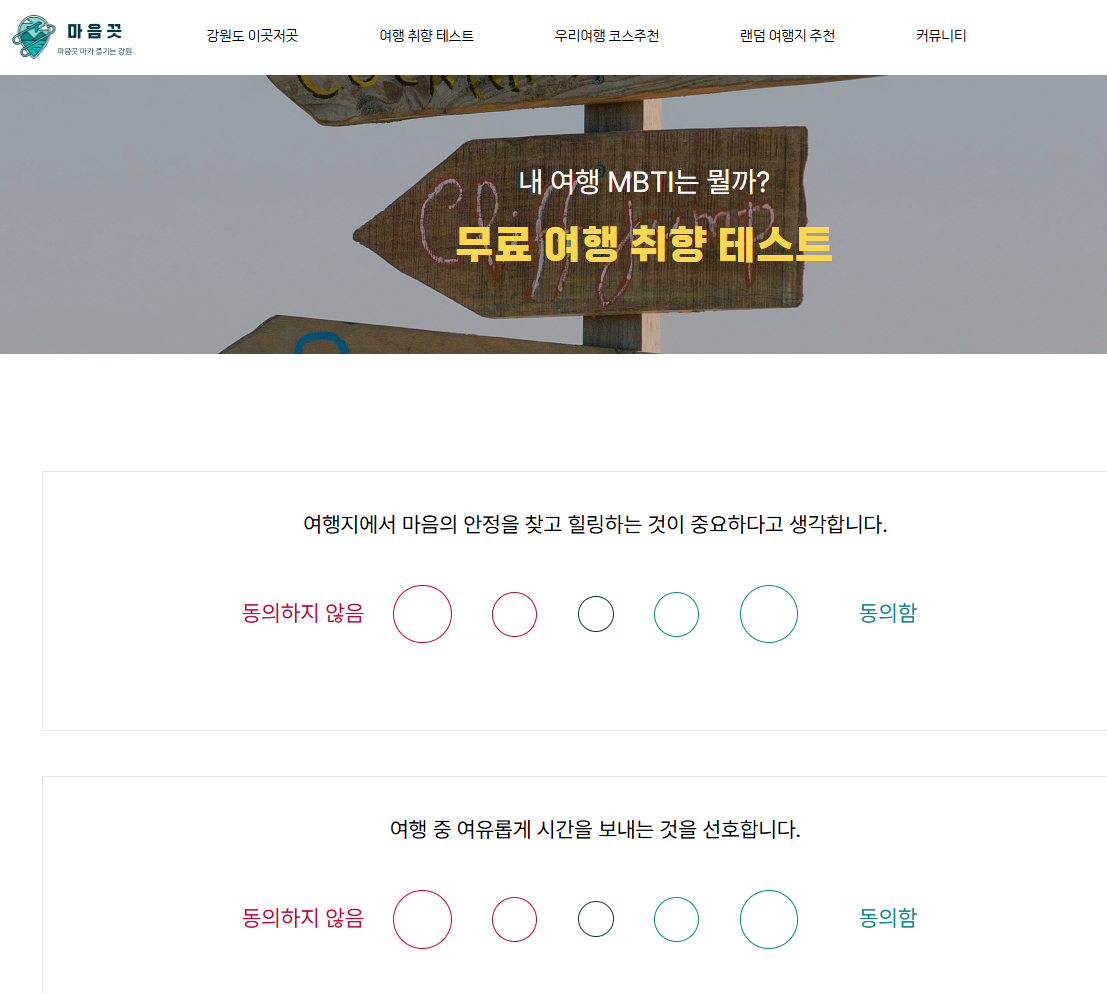 마음끗
마음끗 마카 즐기는 강원
강원도 이곳저곳
여행 취향 테스트
우리여행 코스추천
랜덤 여행지 추천
커뮤니티
Cliff jump
내 여행 MBTI는 뭘까?
무료 여행 취향 테스트
여행지에서 마음의 안정을 찾고 힐링하는 것이 중요하다고 생각합니다.
동의하지 않음 동의함
여행 중 여유롭게 시간을 보내는 것을 선호합니다.
동의하지 않음 동의함